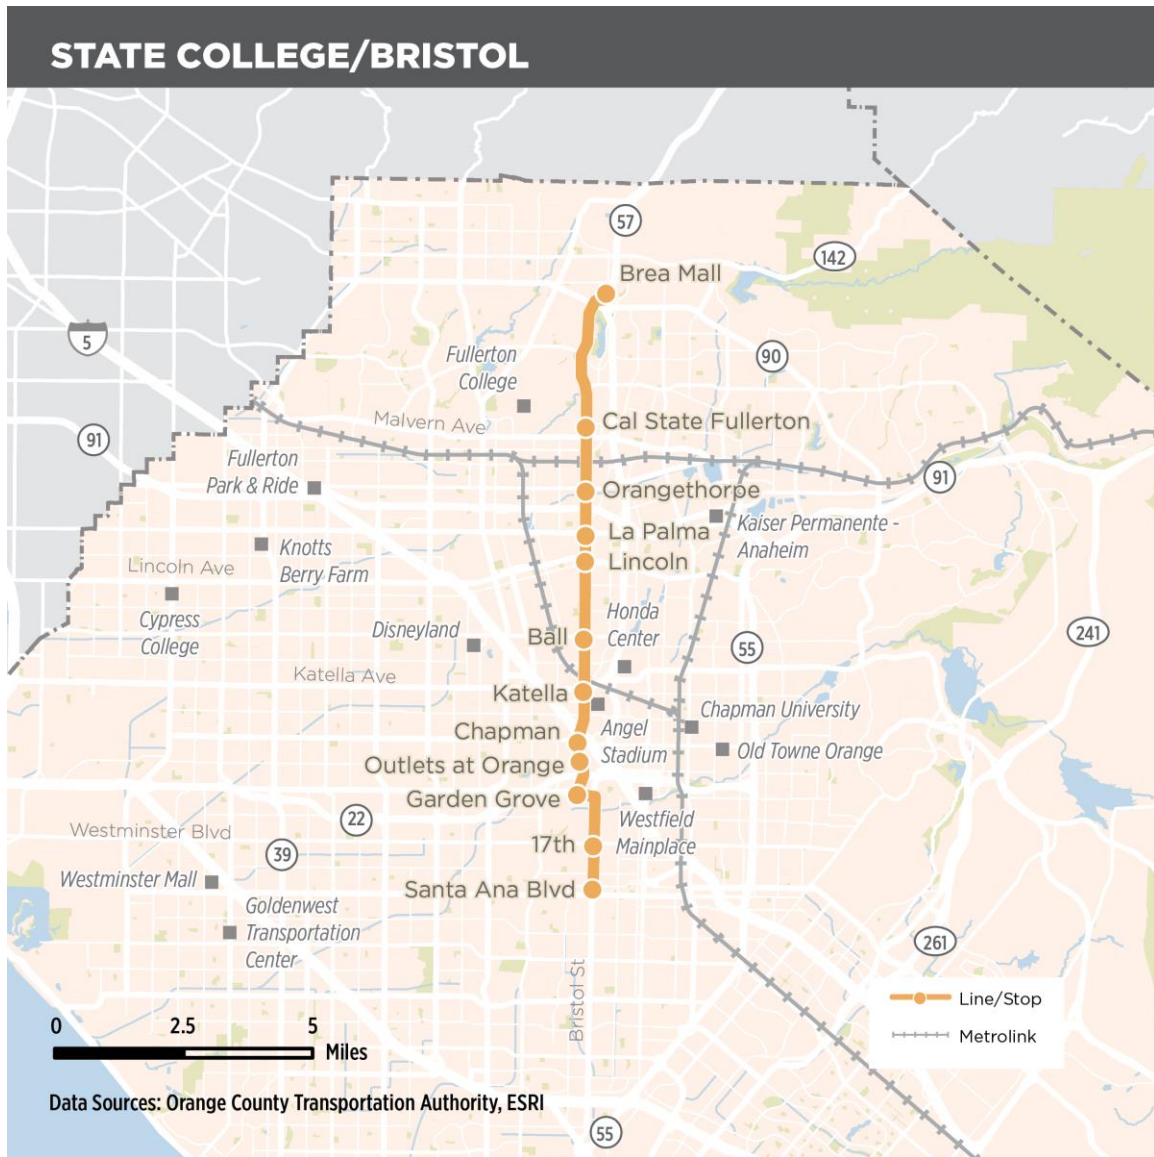 STATE COLLEGE/BRISTOL
57
142
Brea Mall
5
90
Fullerton
College
Malvern Ave
Cal State Fullerton
91
Fullerton
Park & Ride
91
Orangethorpe
Kaiser Permanente -
Anaheim
La Palma
Knotts
Berry Farm
Lincoln
Lincoln Ave
Cypress
College
Honda
Center
Disneyland
Ball
55
241
Katella Ave
Katella
Chapman University
Chapman
Angel
Stadium
Old Towne Orange
Outlets at Orange
Garden Grove
22
Westfield
Mainplace
Westminster Blvd
39
17th
Westminster Mall
Santa Ana Blvd
Goldenwest
Transportation
Center
261
Bristol St
Line/Stop
Metrolink
0 2.5 5
Miles
Data Sources: Orange County Transportation Authority, ESRI
55